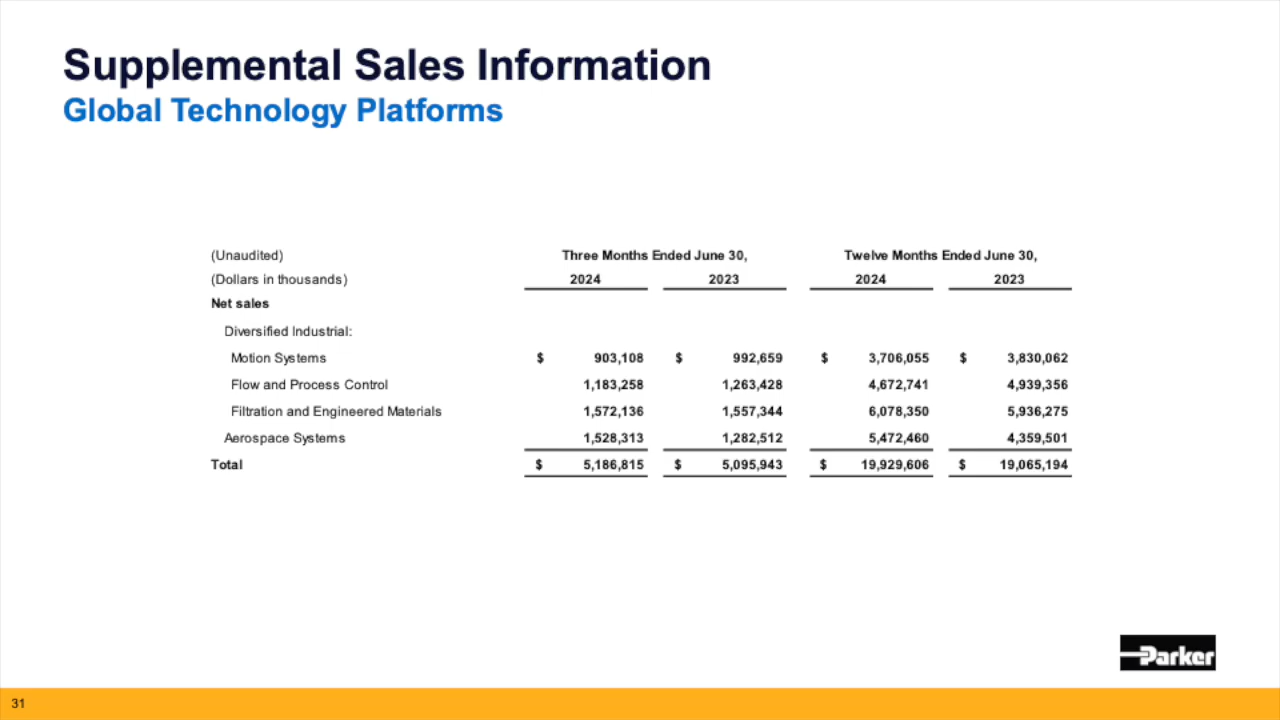 Supplemental Sales Information
Global Technology Platforms
(Unaudited) Three Months Ended June 30, Twelve Months Ended June 30,
(Dollars in thousands) 2024 2023 2024 2023
Net sales
Diversified Industrial:
Motion Systems $ 903,108 $ 992,659 $ 3,706,055 $ 3,830,062
Flow and Process Control 1,183,258 1,263,428 4,672,741 4,939,356
Filtration and Engineered Materials 1,572,136 1,557,344 6,078,350 5,936,275
Aerospace Systems 1,528,313 1,282,512 5,472,460 4,359,501
Total $ 5,186,815 $ 5,095,943 $ 19,929,606 $ 19,065,194
Parker
31